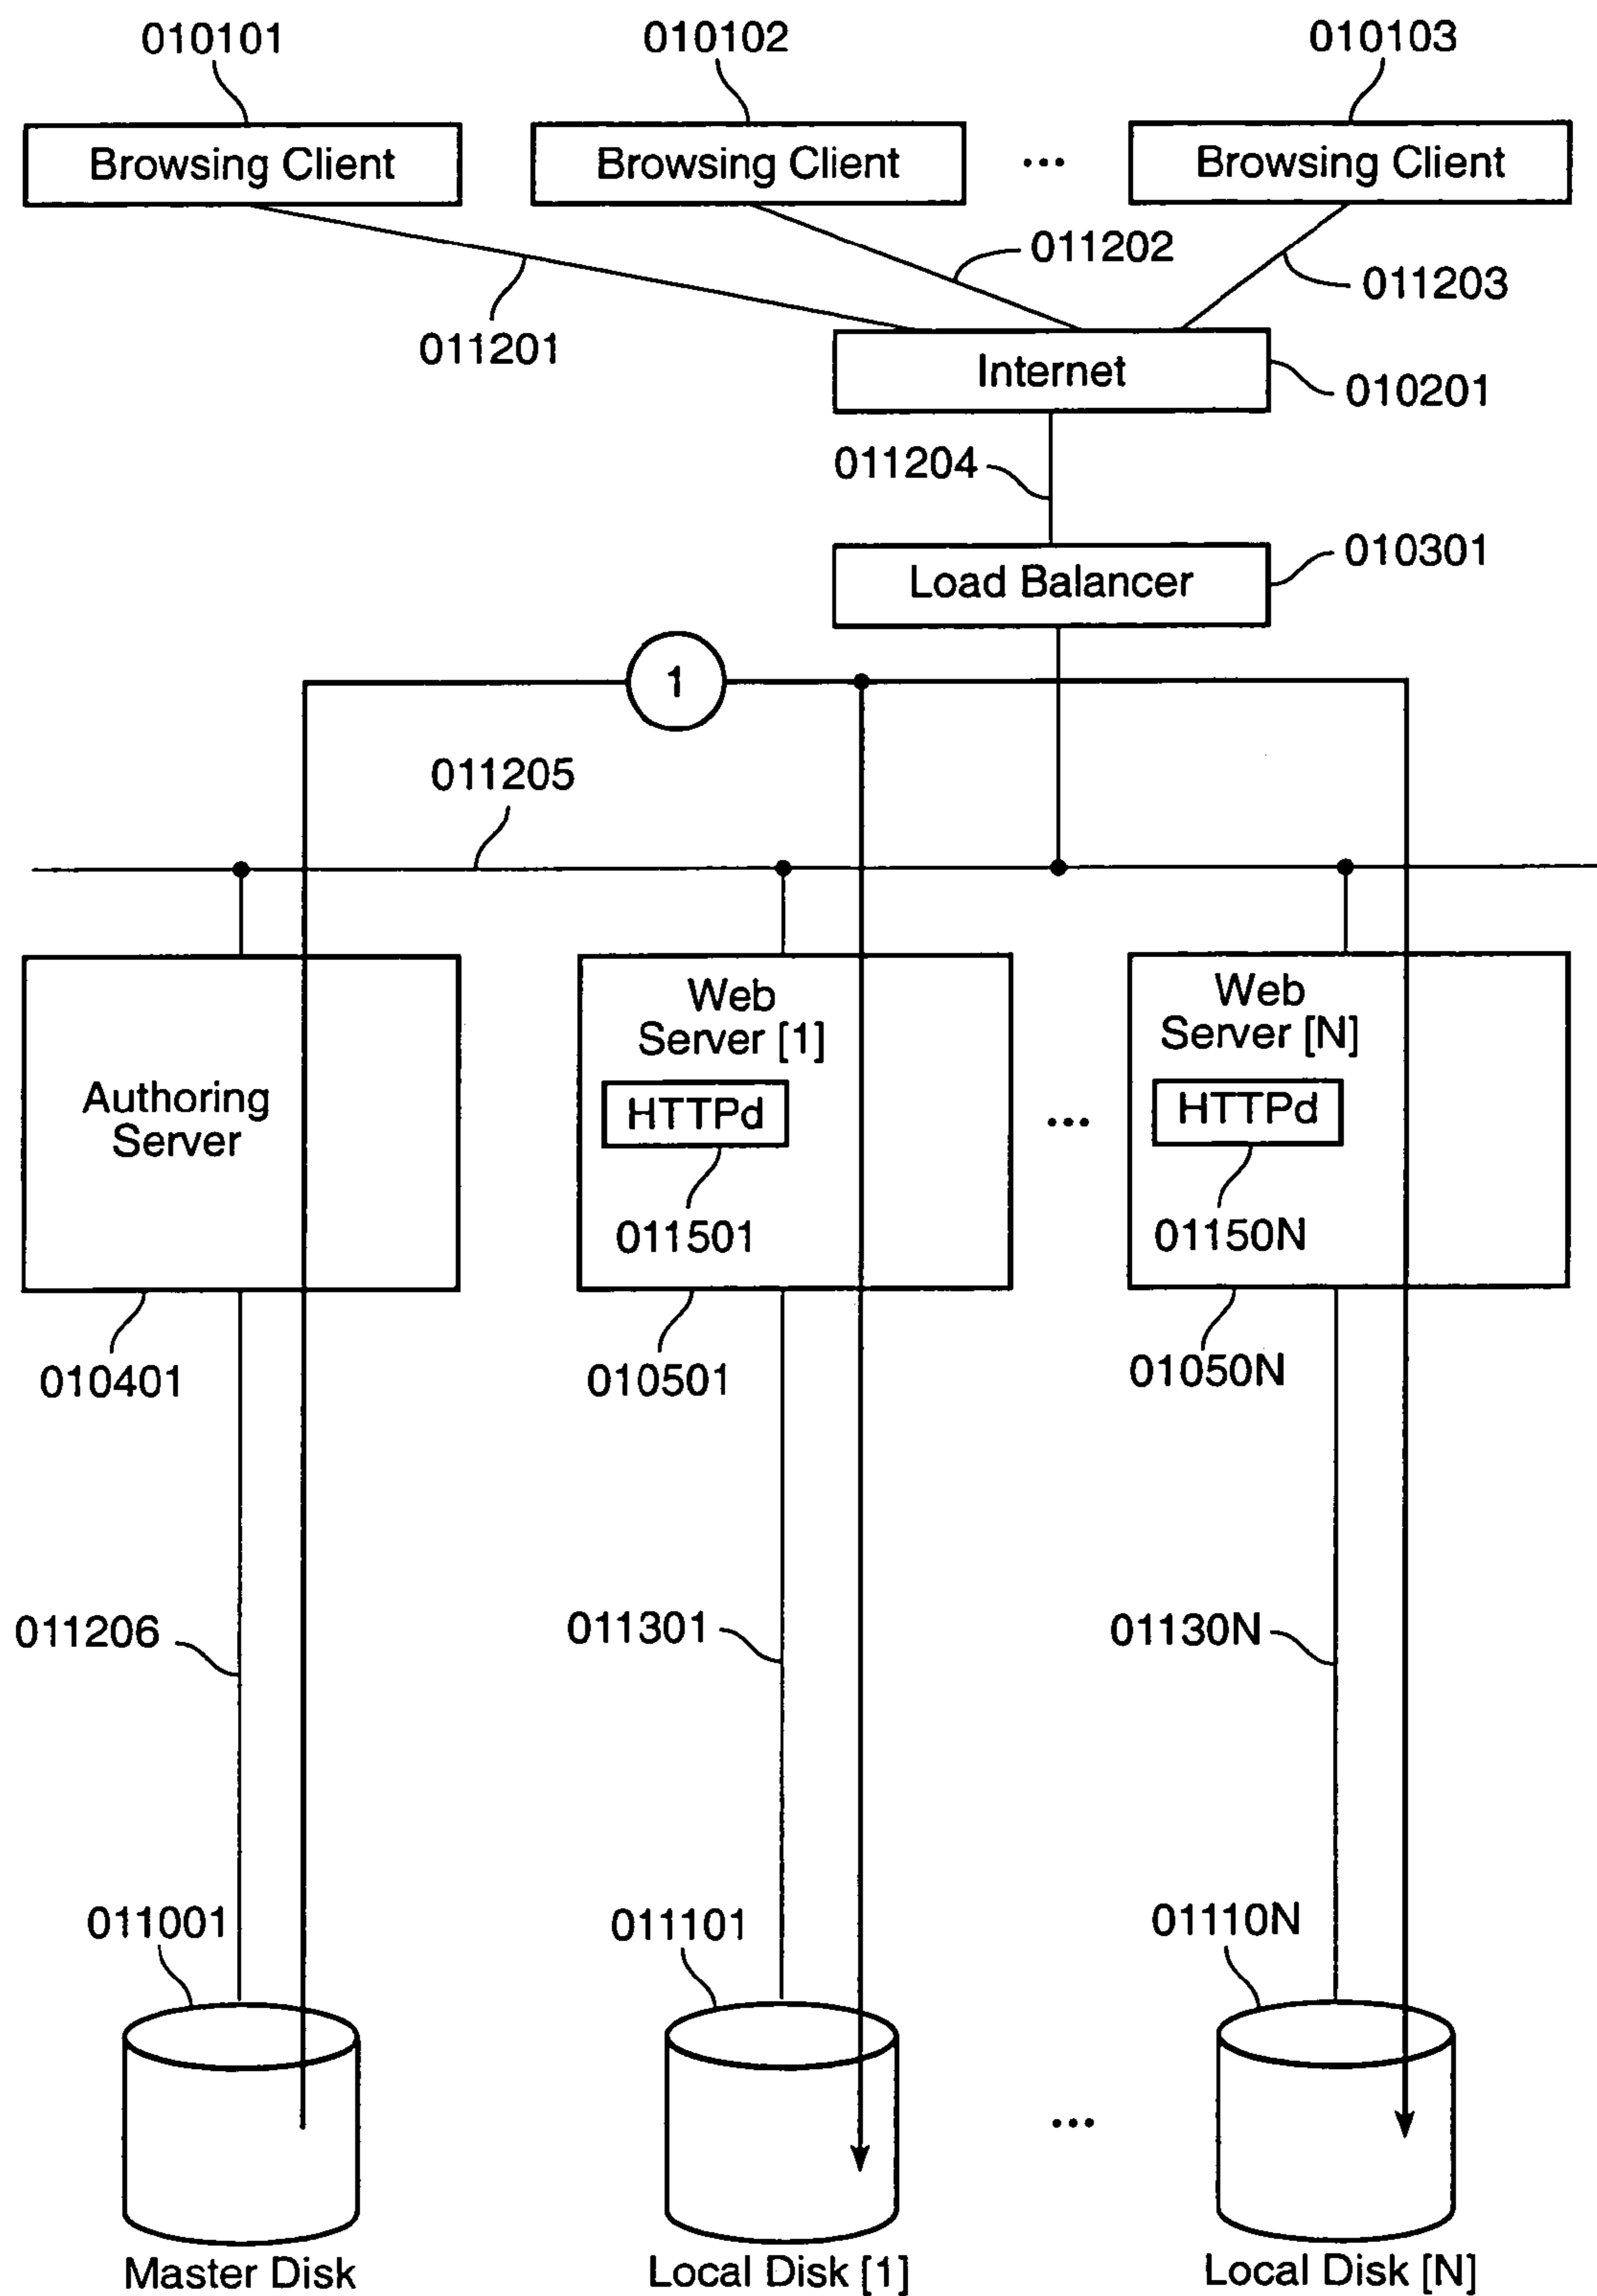 010101
010102
010103
Browsing Client
Browsing Client
...
Browsing Client
011202
011203
011201
Internet
010201
011204
010301
Load Balancer
1
011205
Authoring
Server
Web
Server [1]
HTTPd
011501
...
Web
Server [N]
HTTPd
01150N
010401
010501
01050N
011206
011301
01130N
011001
011101
01110N
...
Master Disk
Local Disk [1]
Local Disk [N]